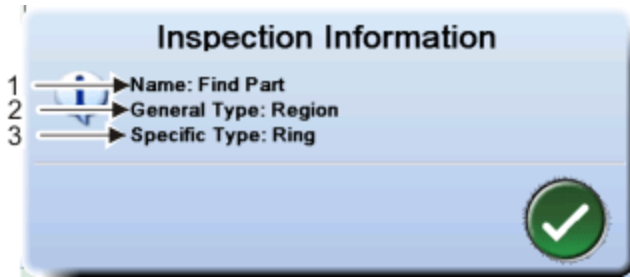 Inspection Information
1 Name: Find Part
2 General Type: Region
3 Specific Type: Ring